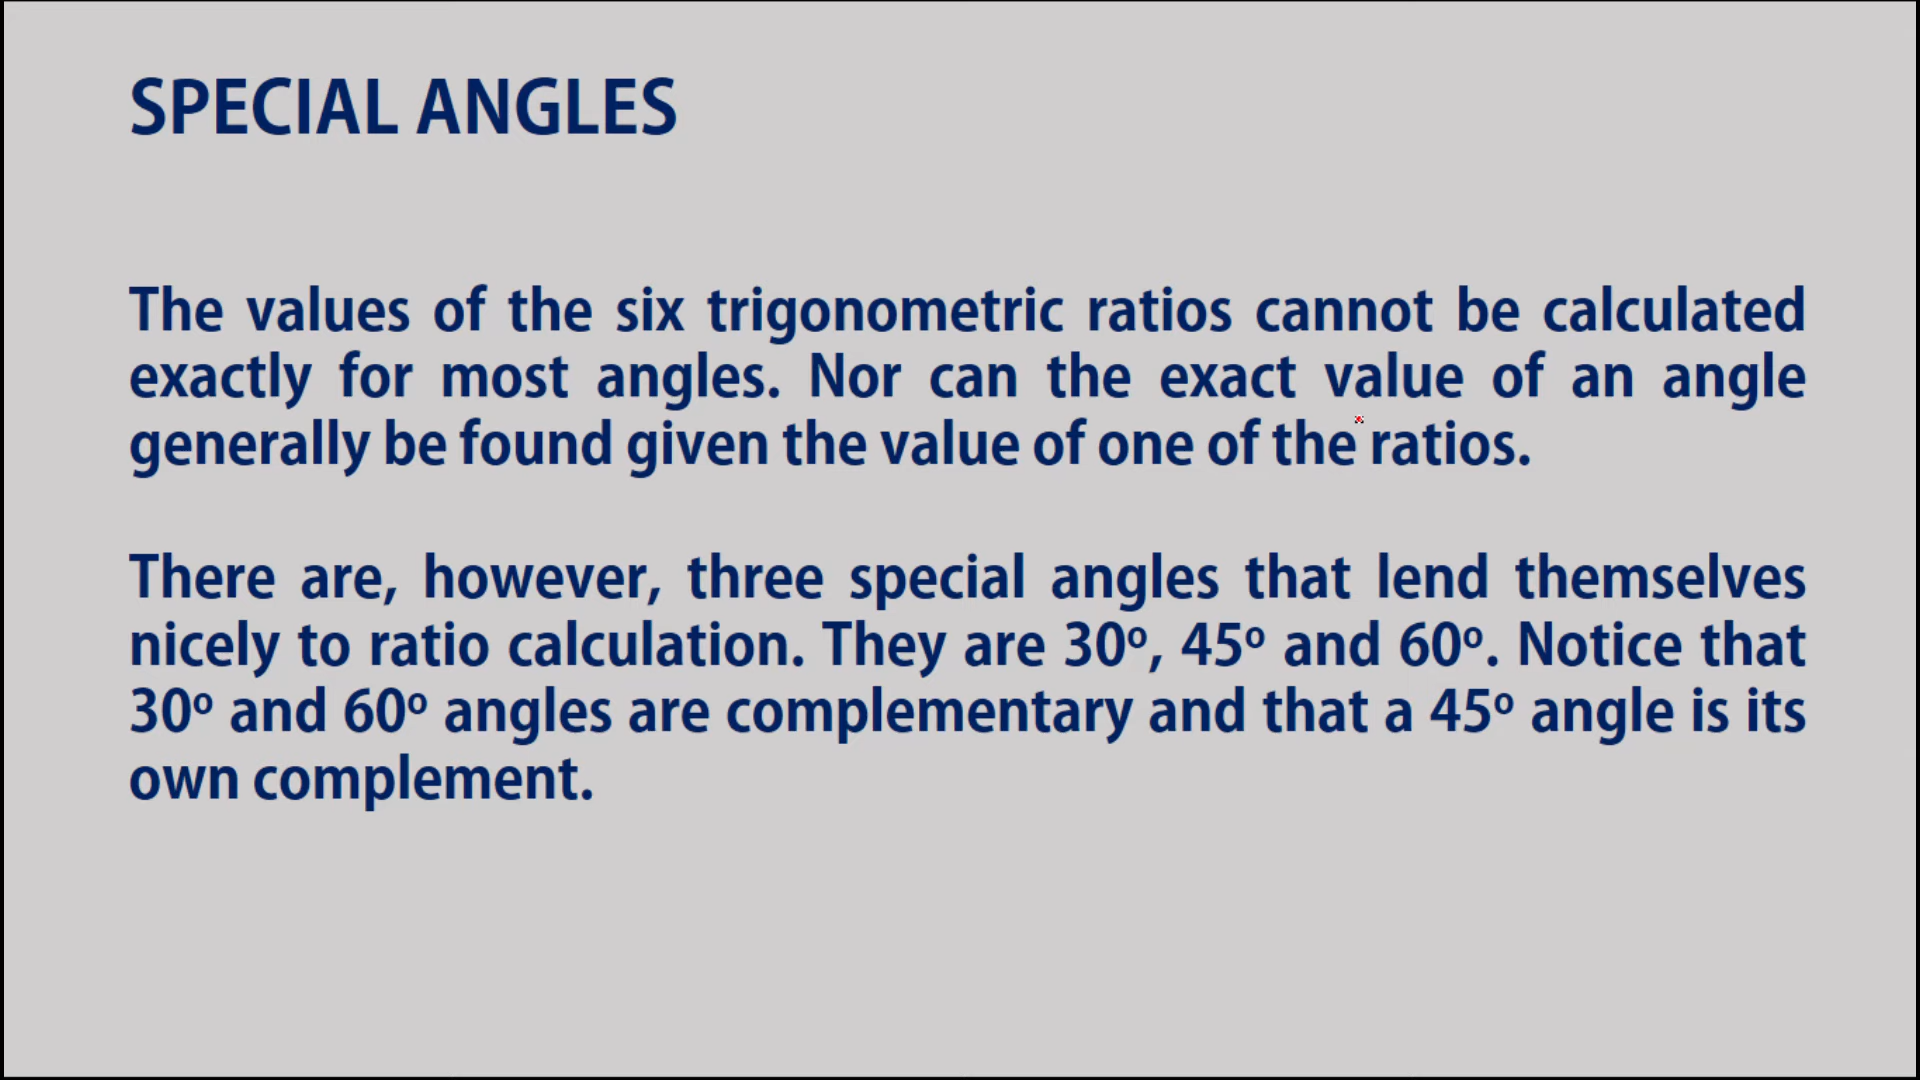 SPECIAL ANGLES
The values of the six trigonometric ratios cannot be calculated
exactly for most angles. Nor can the exact value of an angle
generally be found given the value of one of the ratios.
There are, however, three special angles that lend themselves
nicely to ratio calculation. They are 30º, 45º and 60º. Notice that
30º and 60º angles are complementary and that a 45º angle is its
own complement.